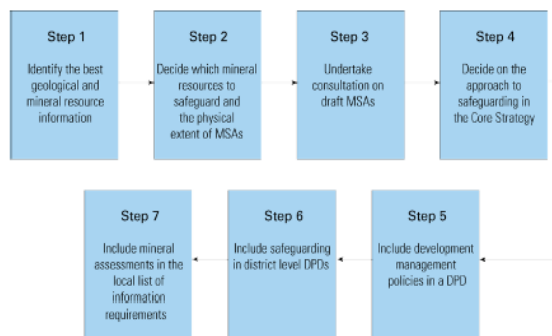 Step 1
Identify the best
geological and
mineral resource
information
Step 2
Decide which mineral
resources to
safeguard and
the physical
extent of MSAs
Step 3
Undertake
consultation on
draft MSAs
Step 4
Decide on the
approach to
safeguarding in
the Core Strategy
Step 5
Include development
management
policies in a DPD
Step 6
Include safeguarding
in district level DPDs
Step 7
Include mineral
assessments in the
local list of
information
requirements